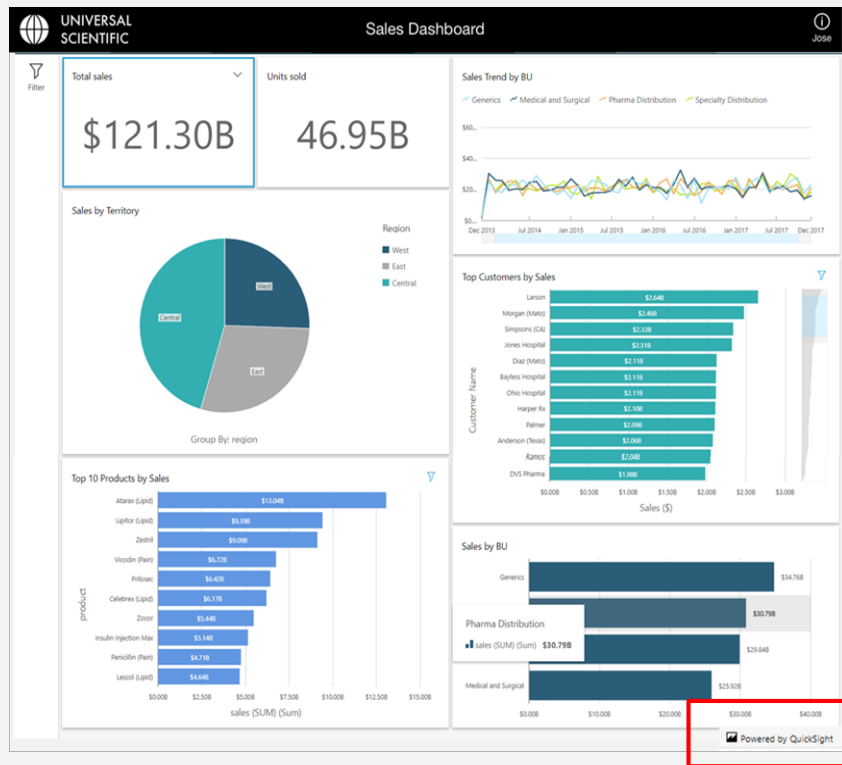 UNIVERSAL
SCIENTIFIC
Sales Dashboard
Jose
Filter
Total sales
$121.30B
Units sold
46.95B
Sales Trend by BU
Generics Medical and Surgical Pharma Distribution Specialty Distribution
$60...
$40...
$20...
$0...
Dec 2013 Jul 2014 Jan 2015 Jul 2015 Jan 2016 Jul 2016 Jan 2017 Jul 2017 Dec 2017
Sales by Territory
Region
West
East
Central
West
Central
East
Group By: region
Top Customers by Sales
Customer Name
Larson $2.64B
Morgan (Mato) $2.46B
Simpsons (CA) $2.33B
Jones Hospital $2.31B
Diaz (Mato) $2.11B
Bayless Hospital $2.11B
Ohio Hospital $2.11B
Harper Rx $2.10B
Palmer $2.09B
Anderson (Texas) $2.06B
Ramos $2.04B
DVS Pharma $1.98B
$0.00B $0.50B $1.00B $1.50B $2.00B $2.50B $3.00B
Sales ($)
Top 10 Products by Sales
product
Atarax (Lipid) $13.04B
Lipitor (Lipid) $9.39B
Zestril $9.09B
Vicodin (Pain) $6.72B
Prilosec $6.42B
Celebrex (Lipid) $6.17B
Zocor $5.44B
Insulin Injection Max $5.14B
Penicillin (Pain) $4.71B
Lescol (Lipid) $4.64B
$0.00B $2.50B $5.00B $7.50B $10.00B $12.50B $15.00B
sales (SUM) (Sum)
Sales by BU
Generics $34.76B
$30.79B
Pharma Distribution
sales (SUM) (Sum) $30.79B
$29.84B
Medical and Surgical $25.92B
$0.00B $10.00B $20.00B $30.00B $40.00B
Powered by QuickSight